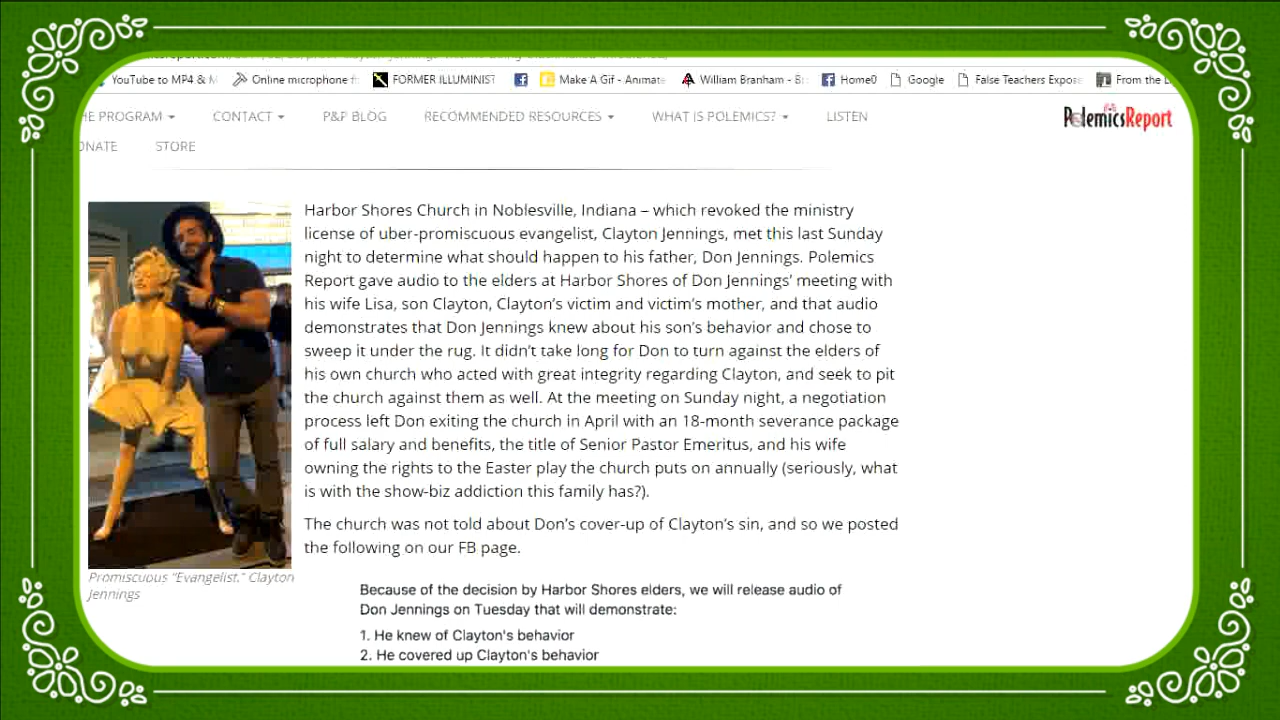 YouTube to MP4 &
Online microphone
FORMER ILLUMINIST
Make A Gif - Animate
William Branham -
Home0
Google
False Teachers Expos
From the
HE PROGRAM
CONTACT
P&P BLOG
RECOMMENDED RESOURCES
WHAT IS POLEMICS?
LISTEN
ONATE
STORE
PolemicsReport
Harbor Shores Church in Noblesville, Indiana – which revoked the ministry
license of uber-promiscuous evangelist, Clayton Jennings, met this last Sunday
night to determine what should happen to his father, Don Jennings. Polemics
Report gave audio to the elders at Harbor Shores of Don Jennings’ meeting with
his wife Lisa, son Clayton, Clayton’s victim and victim’s mother, and that audio
demonstrates that Don Jennings knew about his son’s behavior and chose to
sweep it under the rug. It didn’t take long for Don to turn against the elders of
his own church who acted with great integrity regarding Clayton, and seek to pit
the church against them as well. At the meeting on Sunday night, a negotiation
process left Don exiting the church in April with an 18-month severance package
of full salary and benefits, the title of Senior Pastor Emeritus, and his wife
owning the rights to the Easter play the church puts on annually (seriously, what
is with the show-biz addiction this family has?).
The church was not told about Don’s cover-up of Clayton’s sin, and so we posted
the following on our FB page.
Promiscuous “Evangelist,” Clayton
Jennings
Because of the decision by Harbor Shores elders, we will release audio of
Don Jennings on Tuesday that will demonstrate:
1. He knew of Clayton's behavior
2. He covered up Clayton's behavior